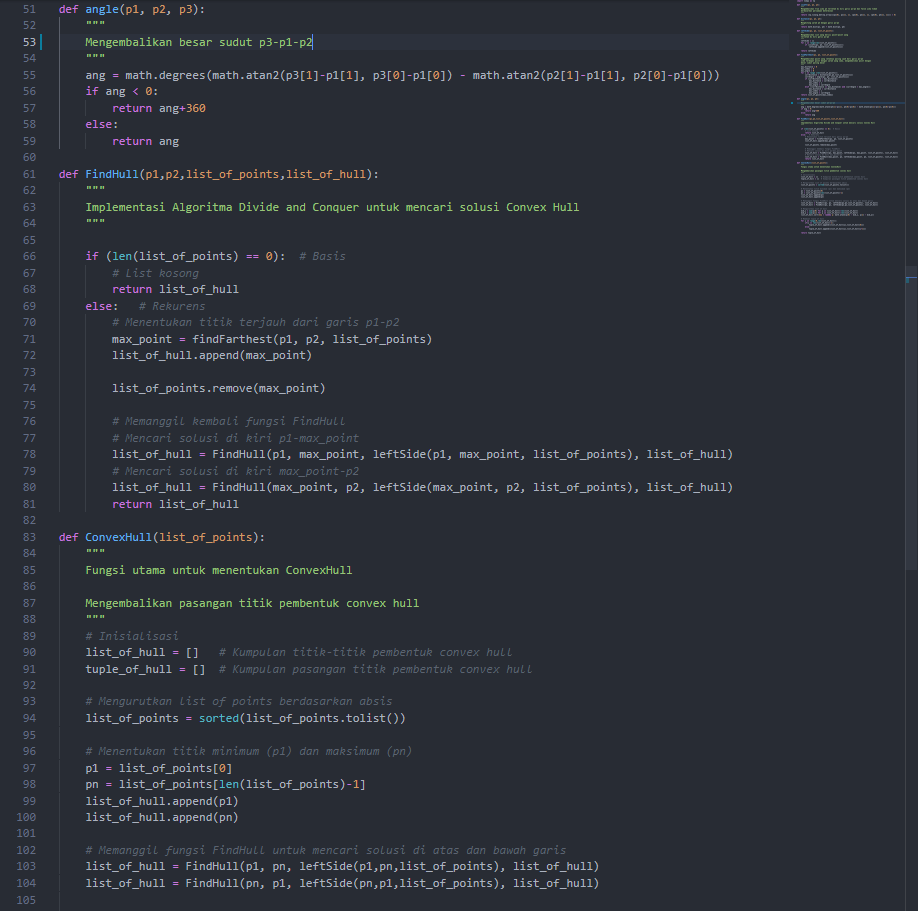 51 def angle(p1, p2, p3):
52 """
53 Mengembalikan besar sudut p3-p1-p2
54 """
55 ang = math.degrees(math.atan2(p3[1]-p1[1], p3[0]-p1[0]) - math.atan2(p2[1]-p1[1], p2[0]-p1[0]))
56 if ang < 0:
57 return ang+360
58 else:
59 return ang
60
61 def FindHull(p1,p2,list_of_points,list_of_hull):
62 """
63 Implementasi Algoritma Divide and Conquer untuk mencari solusi Convex Hull
64 """
65
66 if (len(list_of_points) == 0):  # Basis
67 # List kosong
68 return list_of_hull
69 else:   # Rekurens
70 # Menentukan titik terjauh dari garis p1-p2
71 max_point = findFarthest(p1, p2, list_of_points)
72 list_of_hull.append(max_point)
73
74 list_of_points.remove(max_point)
75
76 # Memanggil kembali fungsi FindHull
77 # Mencari solusi di kiri p1-max_point
78 list_of_hull = FindHull(p1, max_point, leftSide(p1, max_point, list_of_points), list_of_hull)
79 # Mencari solusi di kiri max_point-p2
80 list_of_hull = FindHull(max_point, p2, leftSide(max_point, p2, list_of_points), list_of_hull)
81 return list_of_hull
82
83 def ConvexHull(list_of_points):
84 """
85 Fungsi utama untuk menentukan ConvexHull
86
87 Mengembalikan pasangan titik pembentuk convex hull
88 """
89 # Inisialisasi
90 list_of_hull = []   # Kumpulan titik-titik pembentuk convex hull
91 tuple_of_hull = []  # Kumpulan pasangan titik pembentuk convex hull
92
93 # Mengurutkan list of points berdasarkan absis
94 list_of_points = sorted(list_of_points.tolist())
95
96 # Menentukan titik minimum (p1) dan maksimum (pn)
97 p1 = list_of_points[0]
98 pn = list_of_points[len(list_of_points)-1]
99 list_of_hull.append(p1)
100 list_of_hull.append(pn)
101
102 # Memanggil fungsi FindHull untuk mencari solusi di atas dan bawah garis
103 list_of_hull = FindHull(p1, pn, leftSide(p1,pn,list_of_points), list_of_hull)
104 list_of_hull = FindHull(pn, p1, leftSide(pn,p1,list_of_points), list_of_hull)
105